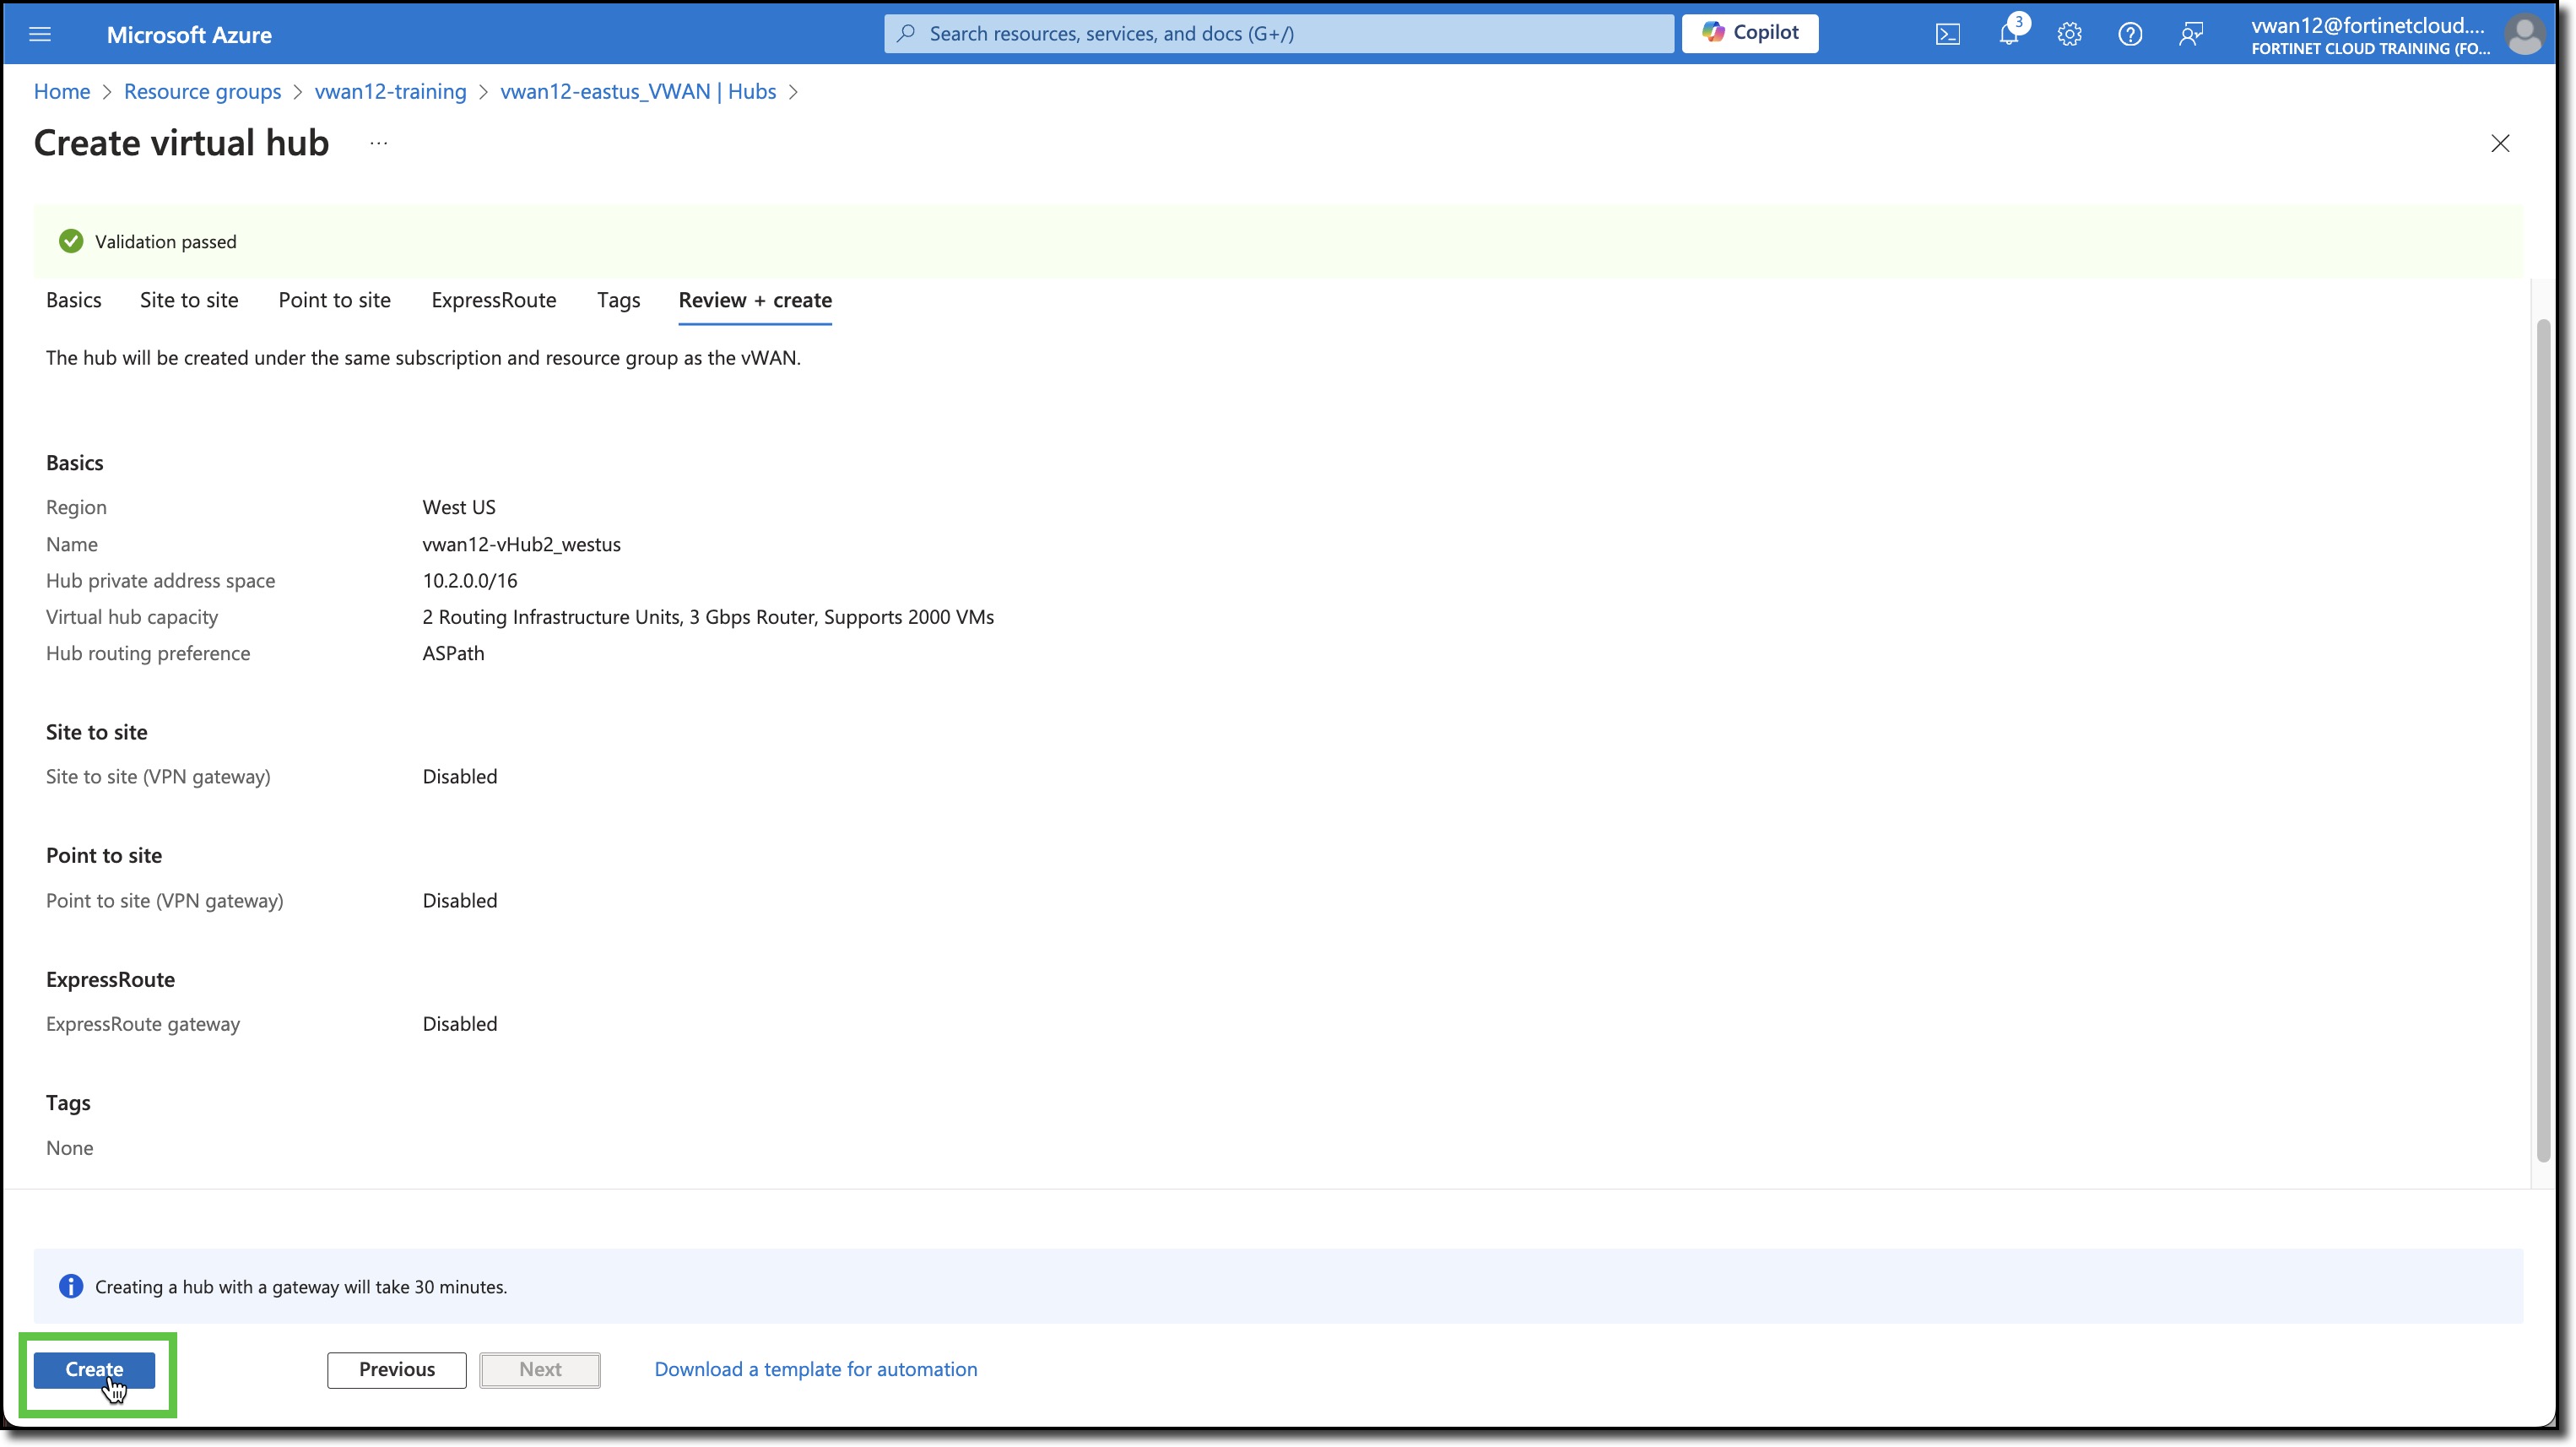 Microsoft Azure
Search resources, services, and docs (G+/)
Copilot
3
vwan12@fortinetcloud....
FORTINET CLOUD TRAINING (FO...
Home > Resource groups > vwan12-training > vwan12-eastus_VWAN | Hubs >
Create virtual hub ...
Validation passed
Basics Site to site Point to site ExpressRoute Tags Review + create
The hub will be created under the same subscription and resource group as the vWAN.
Basics
Region West US
Name vwan12-vHub2_westus
Hub private address space 10.2.0.0/16
Virtual hub capacity 2 Routing Infrastructure Units, 3 Gbps Router, Supports 2000 VMs
Hub routing preference ASPath
Site to site
Site to site (VPN gateway) Disabled
Point to site
Point to site (VPN gateway) Disabled
ExpressRoute
ExpressRoute gateway Disabled
Tags
None
Creating a hub with a gateway will take 30 minutes.
Create Previous Next Download a template for automation